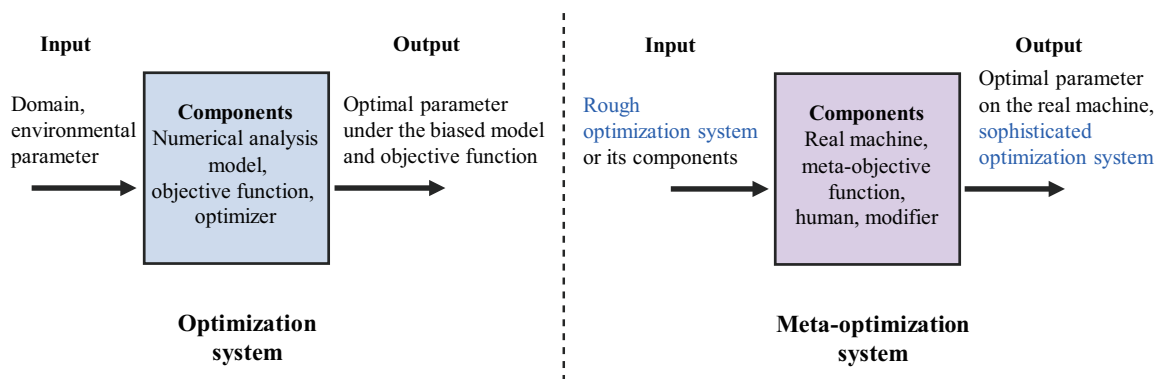 Input
Output
Domain,
environmental
parameter
Components
Numerical analysis
model,
objective function,
optimizer
Optimal parameter
under the biased model
and objective function
Optimization
system
Input
Output
Rough
optimization system
or its components
Components
Real machine,
meta-objective
function,
human, modifier
Optimal parameter
on the real machine,
sophisticated
optimization system
Meta-optimization
system